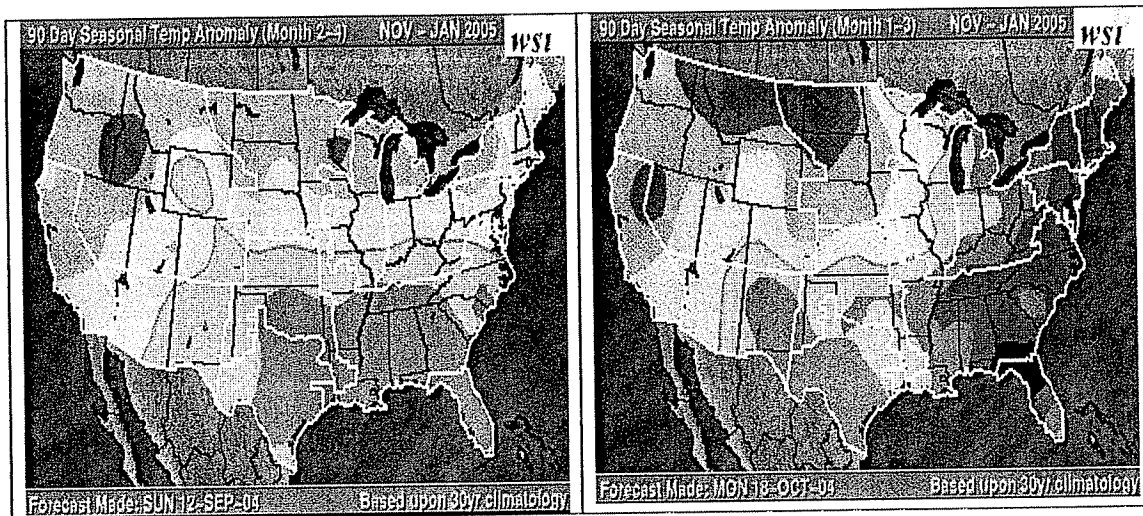 90 Day Seasonal Temp Anomaly (Month 2-4) NOV - JAN 2005
WSI
Forecast Made: SUN 12-SEP-04 Based upon 30yr climatology
90 Day Seasonal Temp Anomaly (Month 1-3) NOV - JAN 2005
WSI
Forecast Made: MON 18-OCT-04 Based upon 30yr climatology